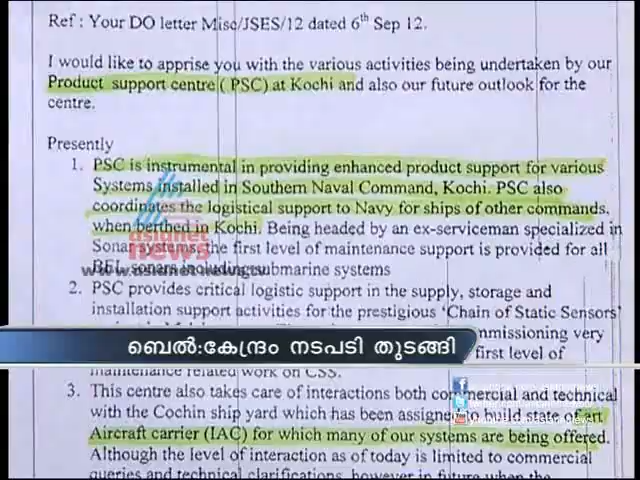 Ref : Your DO letter Misc/JSES/12 dated 6th Sep 12.
I would like to apprise you with the various activities being undertaken by our
Product support centre ( PSC) at Kochi and also our future outlook for the
centre.
Presently
1. PSC is instrumental in providing enhanced product support for various
Systems installed in Southern Naval Command, Kochi. PSC also
coordinates the logistical support to Navy for ships of other commands,
when berthed in Kochi. Being headed by an ex-serviceman specialized in
Sonar systems, the first level of maintenance support is provided for all
BEL sonars including submarine systems
asianet
news
www.asianetnews.tv
2. PSC provides critical logistic support in the supply, storage and
installation support activities for the prestigious ‘Chain of Static Sensors’
commissioning very
ബെൽ:കേന്ദ്രം നടപടി തുടങ്ങി
first level of
maintenance related work on CSS.
3. This centre also takes care of interactions both commercial and technical
with the Cochin ship yard which has been assigned to build state of art
Aircraft carrier (IAC) for which many of our systems are being offered.
Although the level of interaction as of today is limited to commercial
queries and technical clarifications, however in future when the